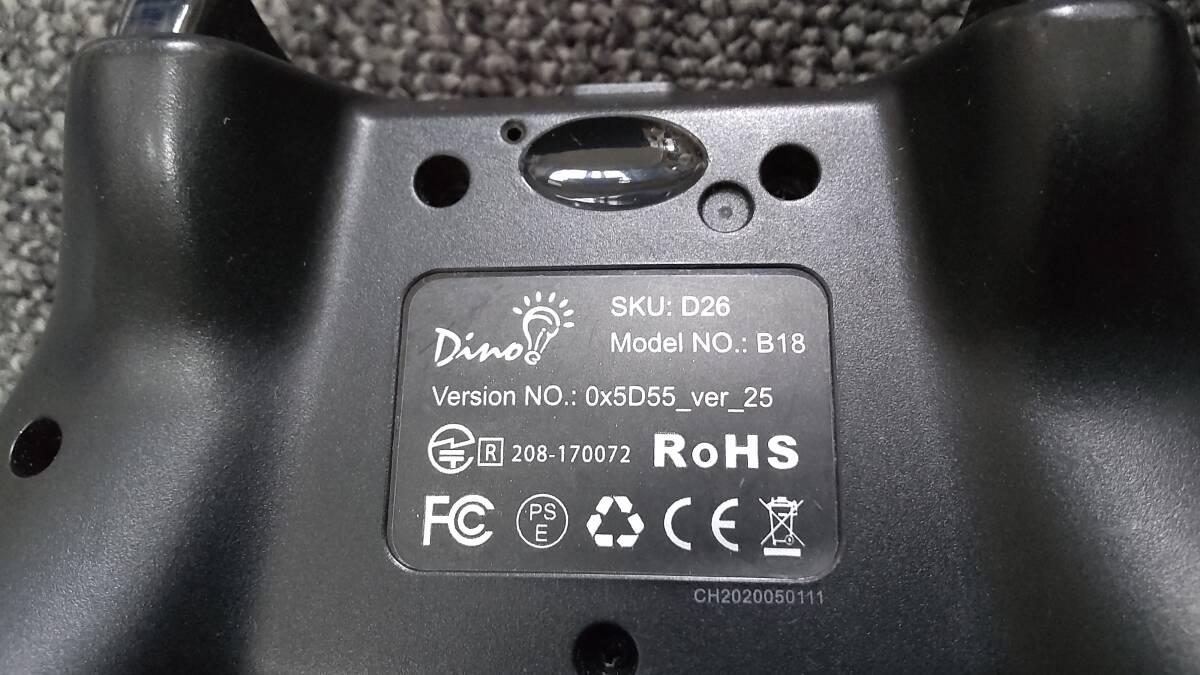 Dino
SKU: D26
Model NO.: B18
Version NO.: 0x5D55_ver_25
R 208-170072 RoHS
FC PS E CE
CH2020050111